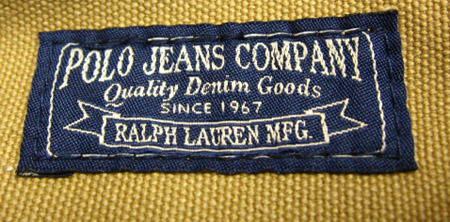 POLO JEANS COMPANY
Quality Denim Goods
SINCE 1967
RALPH LAUREN MFG.